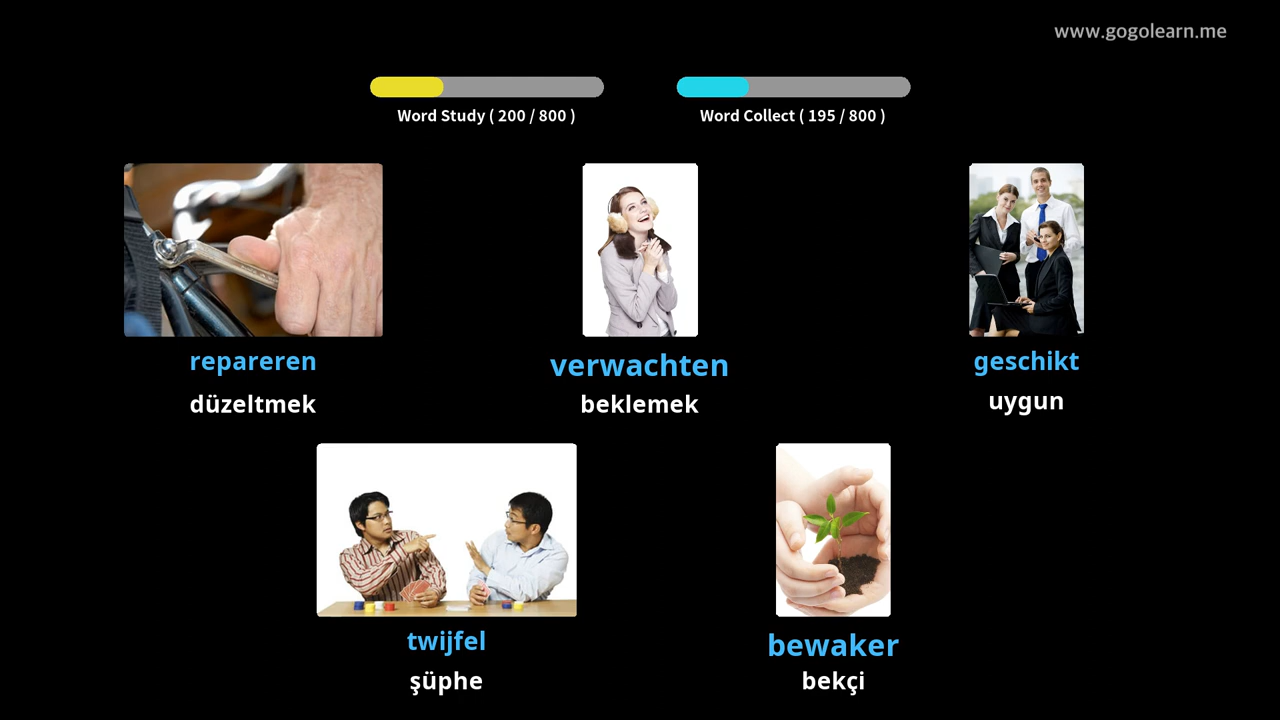 www.gogolearn.me
Word Study ( 200 / 800 )
Word Collect ( 195 / 800 )
repareren
düzeltmek
verwachten
beklemek
geschikt
uygun
twijfel
şüphe
bewaker
bekçi